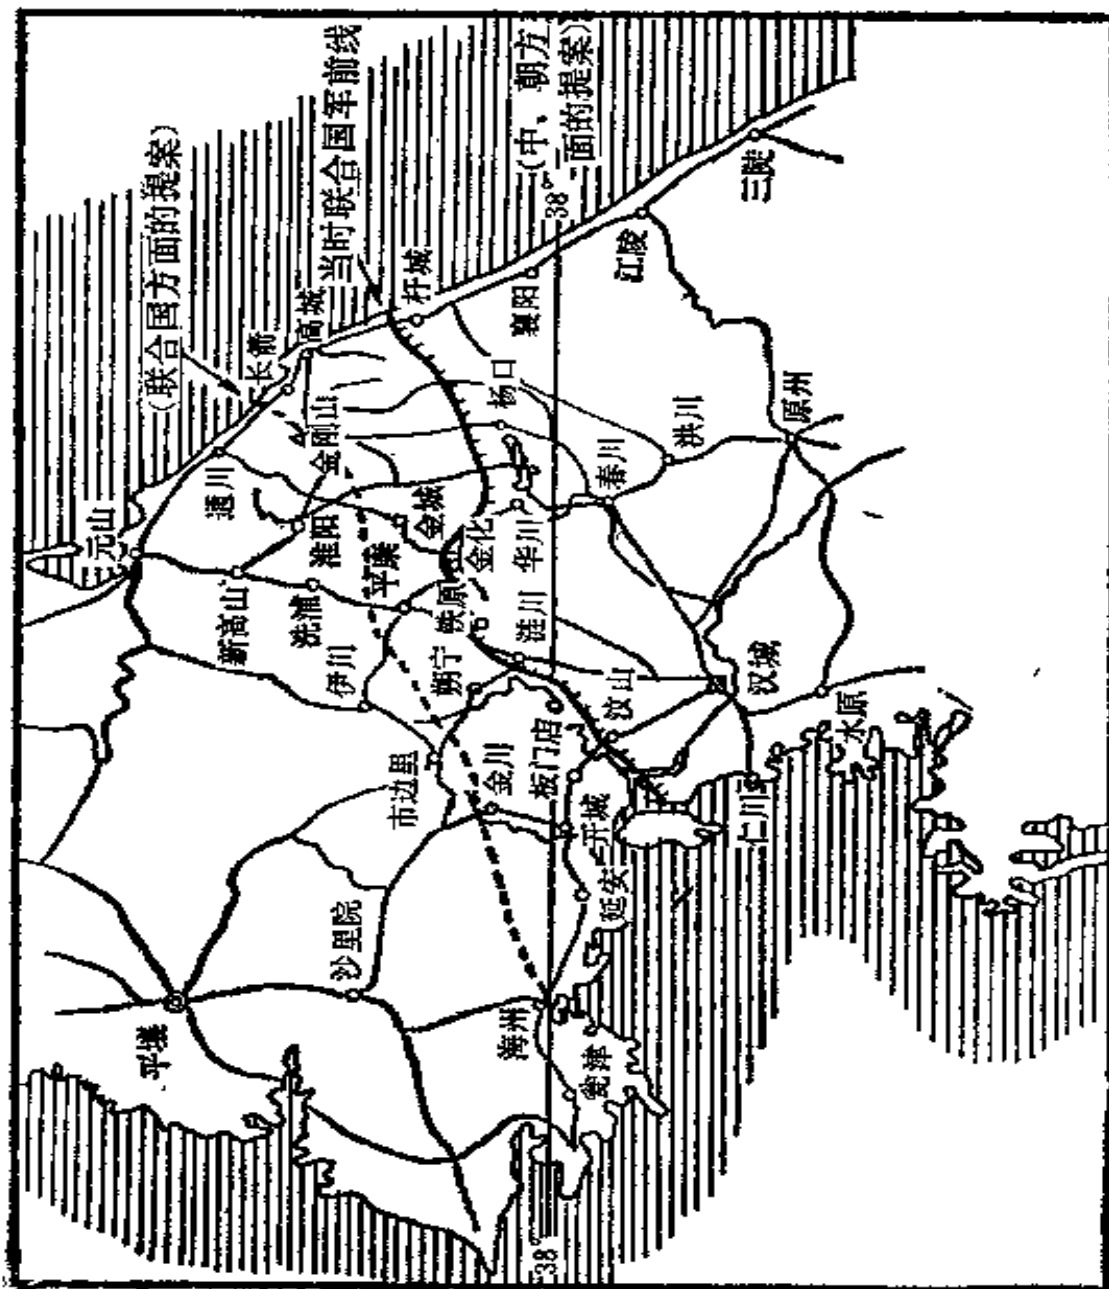 (联合国方面的提案)
当时联合国军前线
(中、朝方
面的提案)
38°
元山
通川
长箭
高城
杆城
襄阳
江陵
三陵
新高山
淮阳
金刚山
洗浦
平康
金城
杨口
伊川
铁原
金化
华川
春川
洪川
原州
朔宁
涟川
市边里
金川
板门店
汶山
汉城
水原
开城
仁川
延安
沙里院
平壤
海州
瓮津
38°